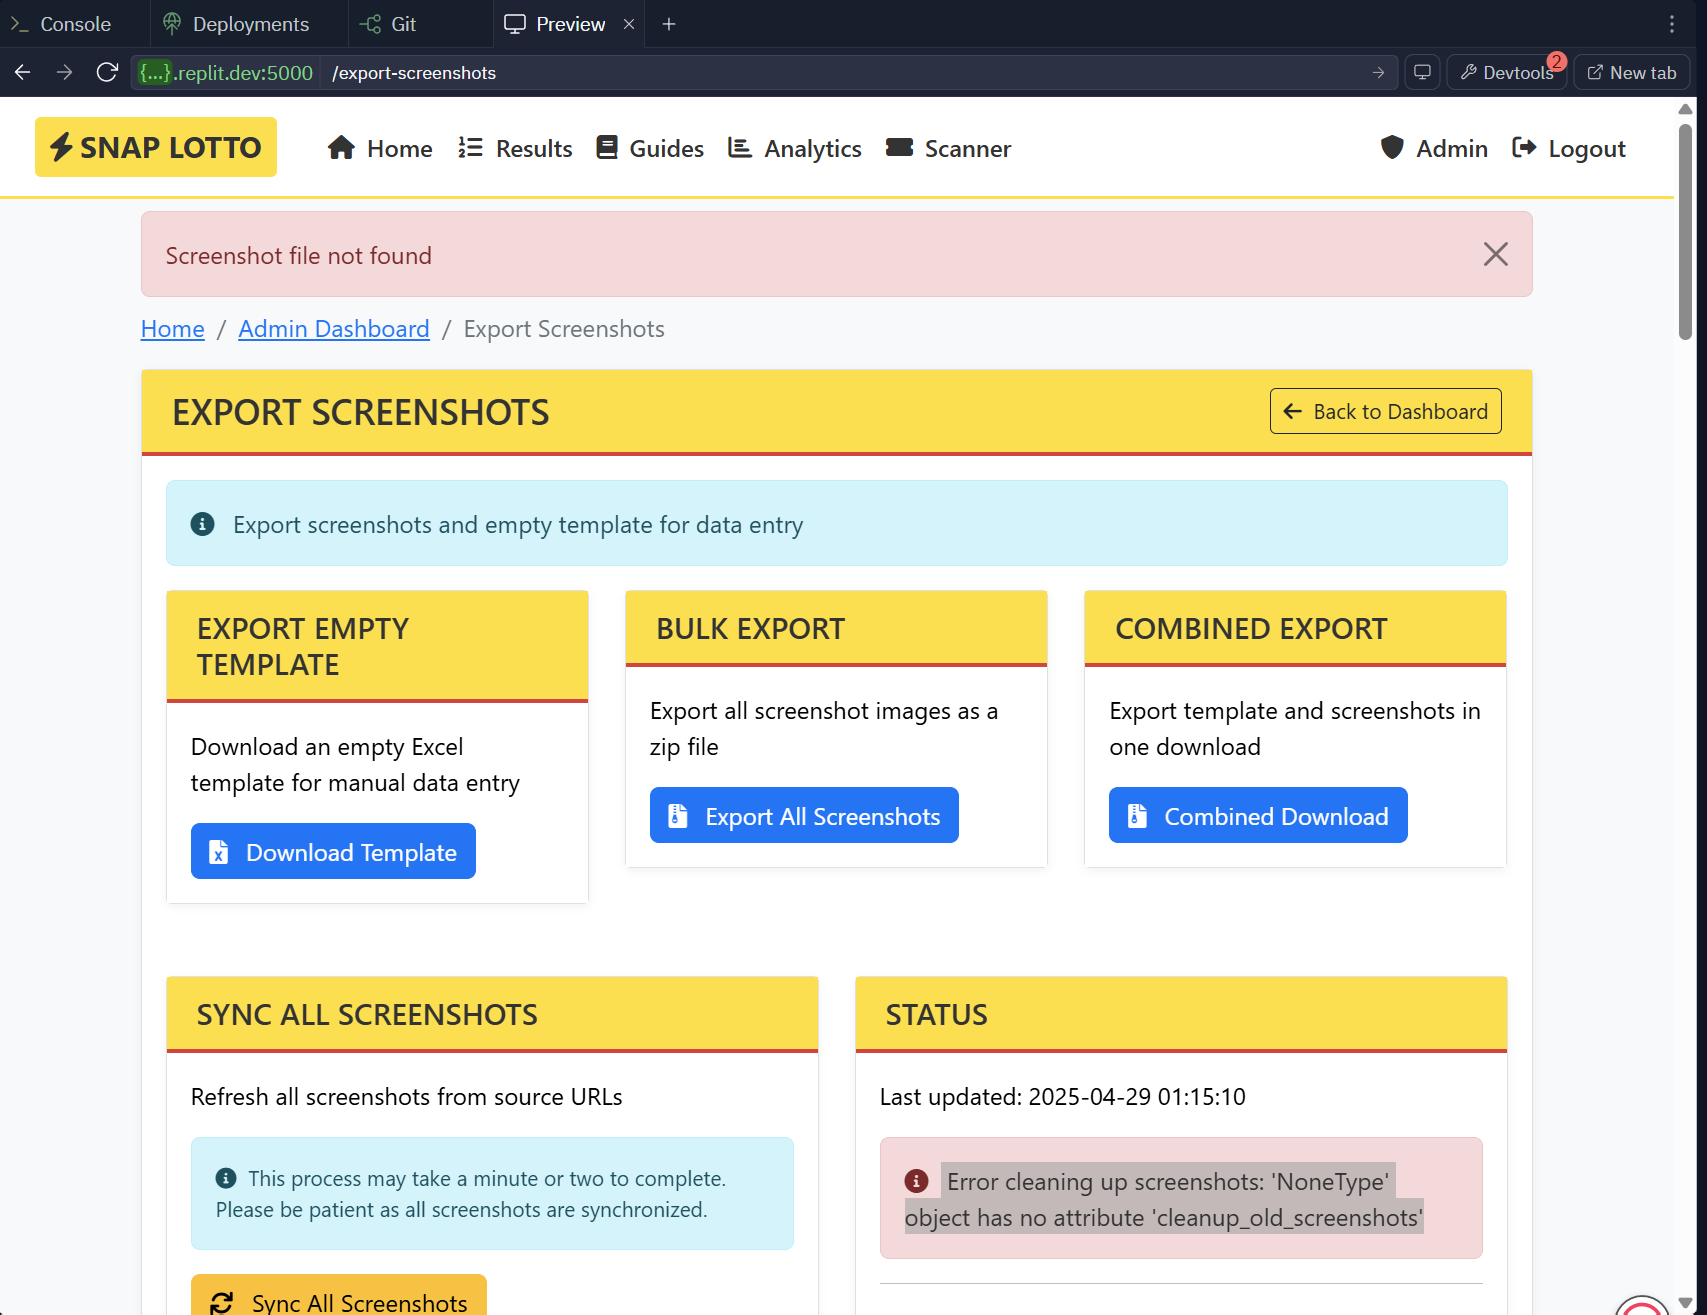 Console
Deployments
Git
Preview
{...}.replit.dev:5000 /export-screenshots
Devtools 2
New tab
SNAP LOTTO
Home
Results
Guides
Analytics
Scanner
Admin
Logout
Screenshot file not found
Home / Admin Dashboard / Export Screenshots
EXPORT SCREENSHOTS
Back to Dashboard
Export screenshots and empty template for data entry
EXPORT EMPTY
TEMPLATE
Download an empty Excel
template for manual data entry
Download Template
BULK EXPORT
Export all screenshot images as a
zip file
Export All Screenshots
COMBINED EXPORT
Export template and screenshots in
one download
Combined Download
SYNC ALL SCREENSHOTS
Refresh all screenshots from source URLs
This process may take a minute or two to complete.
Please be patient as all screenshots are synchronized.
Sync All Screenshots
STATUS
Last updated: 2025-04-29 01:15:10
Error cleaning up screenshots: 'NoneType'
object has no attribute 'cleanup_old_screenshots'